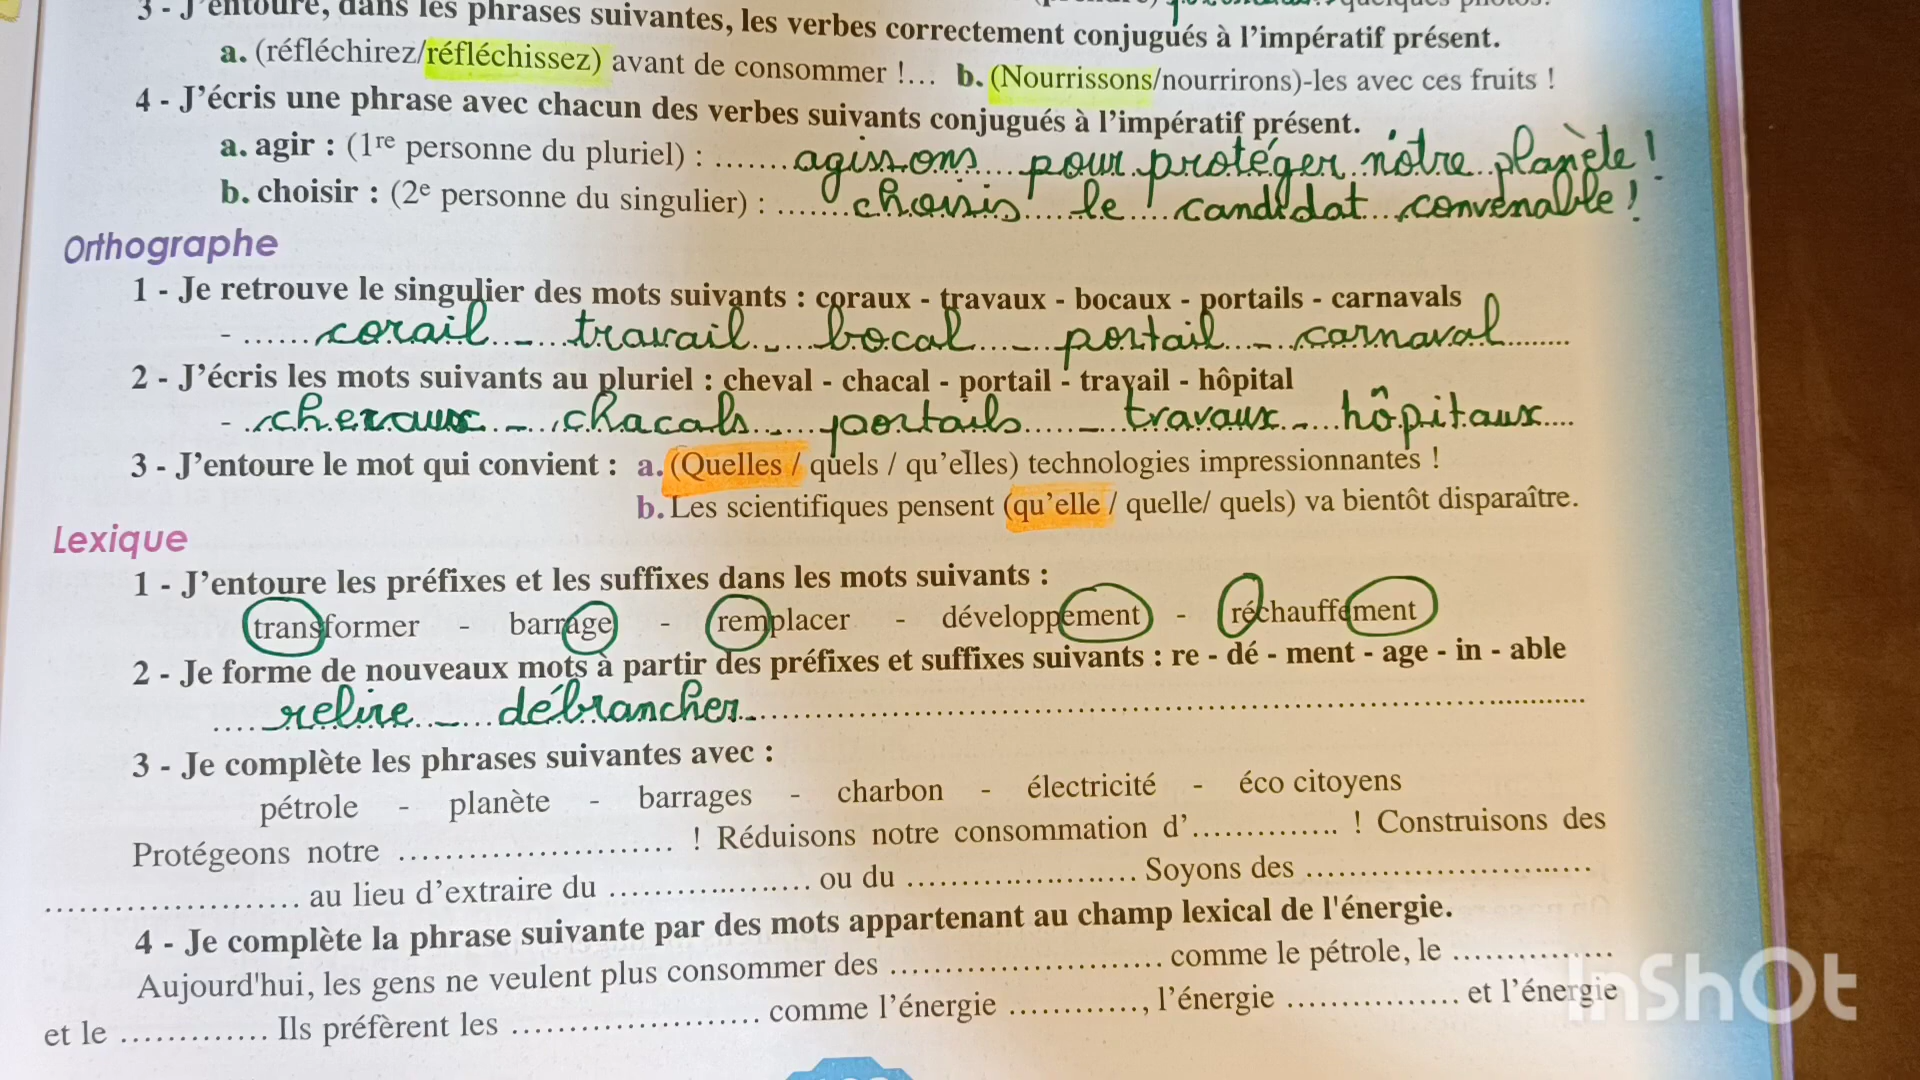 3 - J'entoure, dans les phrases suivantes, les verbes correctement conjugués à l'impératif présent.
a. (réfléchirez/réfléchissez) avant de consommer !... b. (Nourrissons/nourrirons)-les avec ces fruits !
4 - J'écris une phrase avec chacun des verbes suivants conjugués à l'impératif présent.
a. agir : (1re personne du pluriel) : ....... agissons pour protéger notre planète !
b. choisir : (2e personne du singulier) : ....... choisis le candidat convenable !
Orthographe
1 - Je retrouve le singulier des mots suivants : coraux - travaux - bocaux - portails - carnavals
- ...... corail - travail - bocal - portail - carnaval ........
2 - J'écris les mots suivants au pluriel : cheval - chacal - portail - travail - hôpital
- chevaux - chacals - portails - travaux - hôpitaux ....
3 - J'entoure le mot qui convient : a. (Quelles / quels / qu'elles) technologies impressionnantes !
b. Les scientifiques pensent (qu'elle / quelle/ quels) va bientôt disparaître.
Lexique
1 - J'entoure les préfixes et les suffixes dans les mots suivants :
transformer - barrage - remplacer - développement - réchauffement
2 - Je forme de nouveaux mots à partir des préfixes et suffixes suivants : re - dé - ment - age - in - able
.... relire - débrancher ..........................
3 - Je complète les phrases suivantes avec :
pétrole - planète - barrages - charbon - électricité - éco citoyens
Protégeons notre ........................ ! Réduisons notre consommation d'.............. ! Construisons des
...................... au lieu d'extraire du .................... ou du ..................... Soyons des .........................
4 - Je complète la phrase suivante par des mots appartenant au champ lexical de l'énergie.
Aujourd'hui, les gens ne veulent plus consommer des ........................ comme le pétrole, le ..............
et le ............. Ils préfèrent les ...................... comme l'énergie ............, l'énergie ............... et l'énergie
InShOt